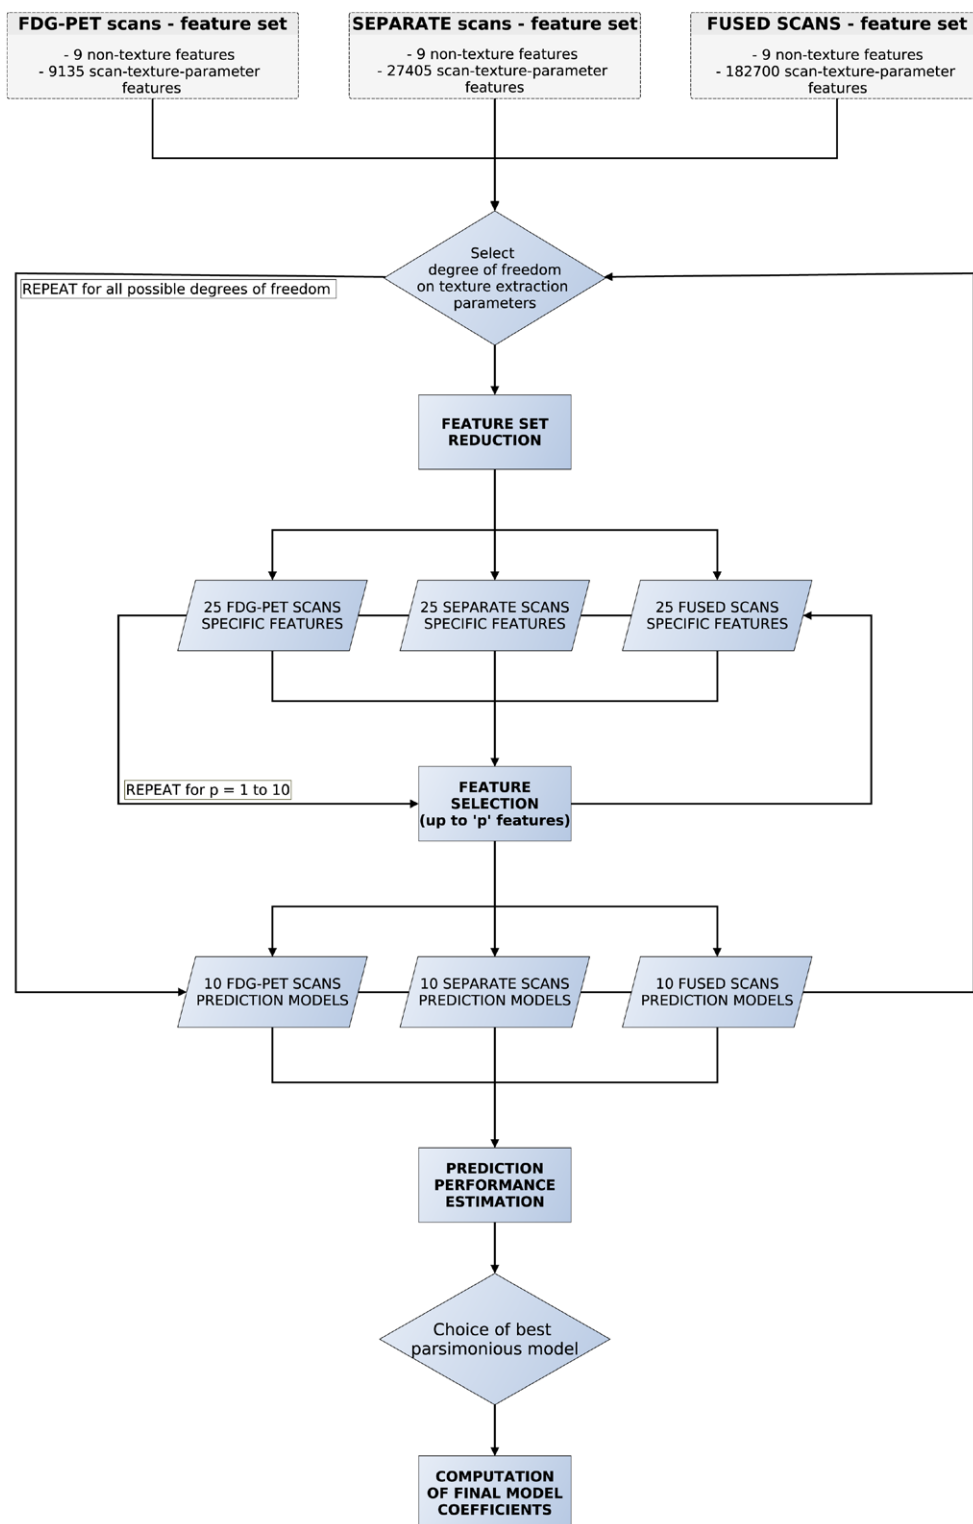 FDG-PET scans - feature set
- 9 non-texture features
- 9135 scan-texture-parameter
features
SEPARATE scans - feature set
- 9 non-texture features
- 27405 scan-texture-parameter
features
FUSED SCANS - feature set
- 9 non-texture features
- 182700 scan-texture-parameter
features
Select
degree of freedom
on texture extraction
parameters
REPEAT for all possible degrees of freedom
FEATURE SET
REDUCTION
25 FDG-PET SCANS
SPECIFIC FEATURES
25 SEPARATE SCANS
SPECIFIC FEATURES
25 FUSED SCANS
SPECIFIC FEATURES
REPEAT for p = 1 to 10
FEATURE
SELECTION
(up to 'p' features)
10 FDG-PET SCANS
PREDICTION MODELS
10 SEPARATE SCANS
PREDICTION MODELS
10 FUSED SCANS
PREDICTION MODELS
PREDICTION
PERFORMANCE
ESTIMATION
Choice of best
parsimonious model
COMPUTATION
OF FINAL MODEL
COEFFICIENTS